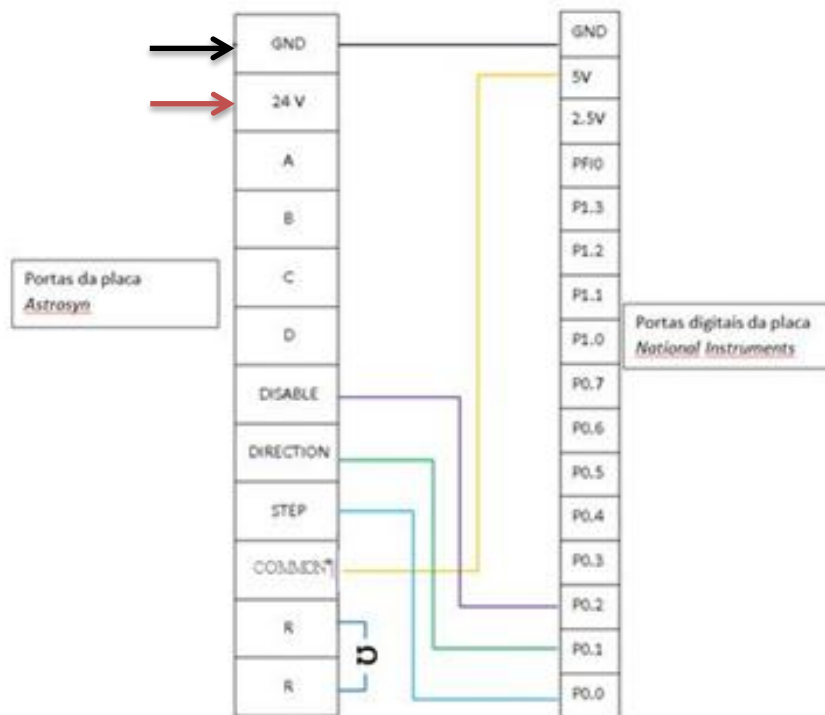 GND
24 V
A
B
C
D
DISABLE
DIRECTION
STEP
COMMON
R
R
Ω
Portas da placa
Astrosyn
GND
5V
2.5V
PFI0
P1.3
P1.2
P1.1
P1.0
P0.7
P0.6
P0.5
P0.4
P0.3
P0.2
P0.1
P0.0
Portas digitais da placa
National Instruments